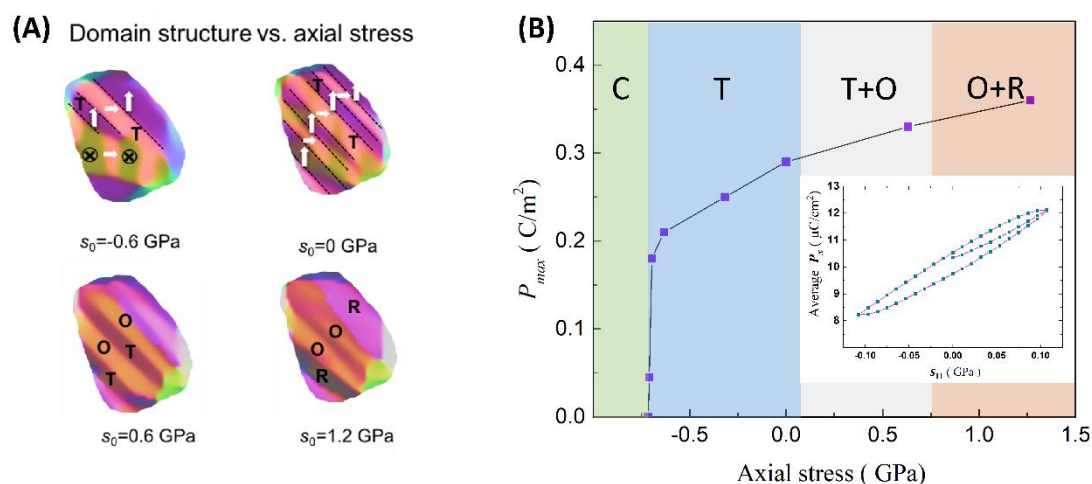 (A)
Domain structure vs. axial stress
T
T
T
T
s₀=-0.6 GPa
s₀=0 GPa
O
O
T
T
R
O
O
R
s₀=0.6 GPa
s₀=1.2 GPa
(B)
C
T
T+O
O+R
0.4
0.3
0.2
0.1
0.0
Pmax ( C/m²)
-0.5
0.0
0.5
1.0
1.5
Axial stress ( GPa)
13
12
11
10
9
8
Average Pₓ ( μC/cm²)
-0.10
-0.05
0.00
0.05
0.10
s₁₁ ( GPa)